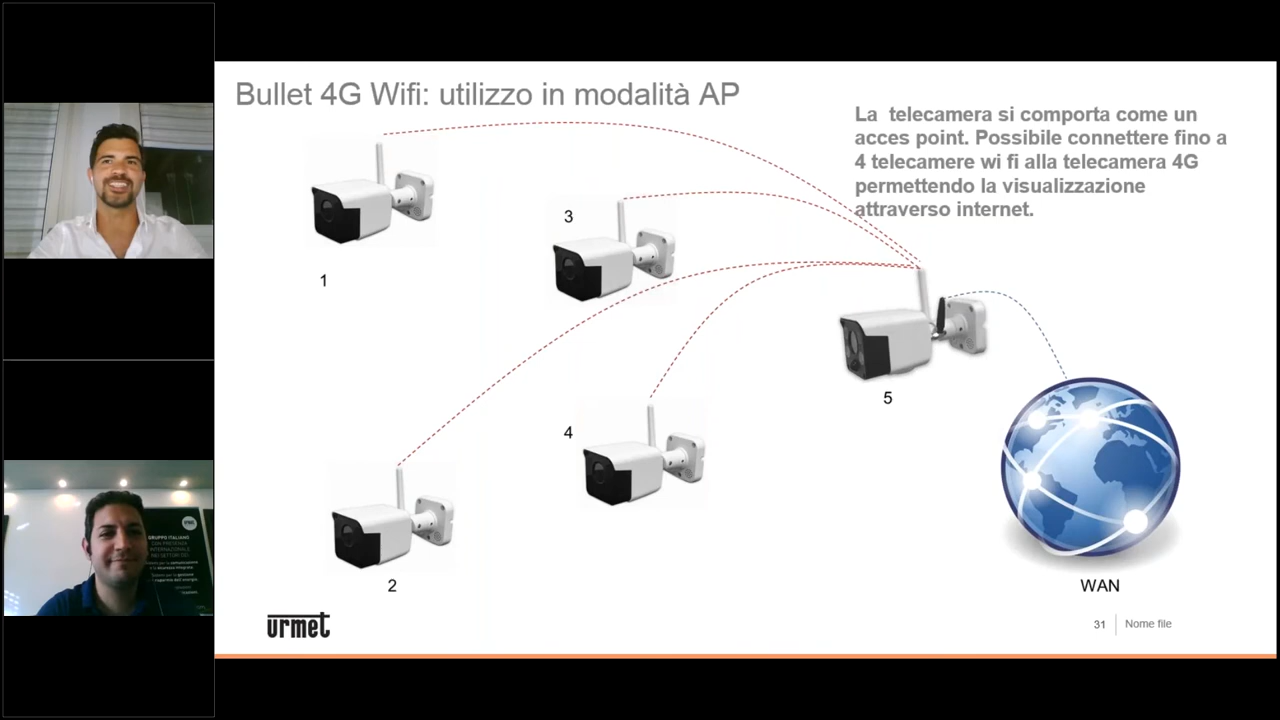 Bullet 4G Wifi: utilizzo in modalità AP
La telecamera si comporta come un
acces point. Possibile connettere fino a
4 telecamere wi fi alla telecamera 4G
permettendo la visualizzazione
attraverso internet.
3
1
5
4
2
WAN
urmet
31
Nome file
GRUPPO ITALIANO